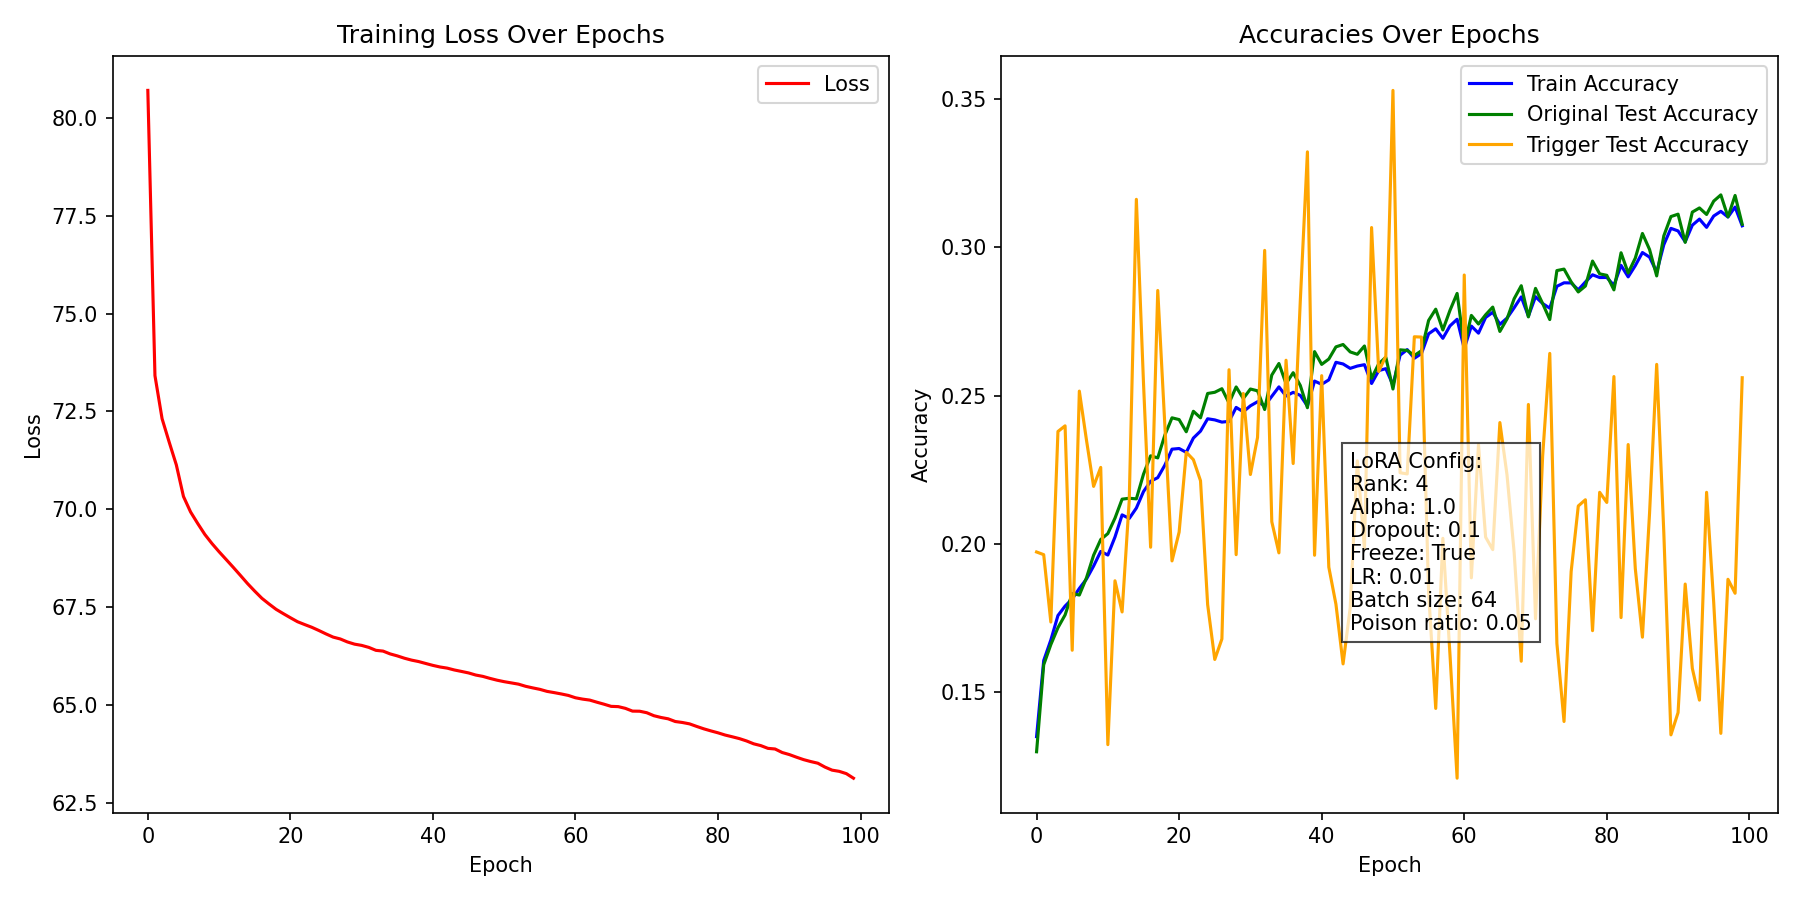 Training Loss Over Epochs
Loss
80.0
77.5
75.0
72.5
70.0
67.5
65.0
62.5
Loss
0
20
40
60
80
100
Epoch
Accuracies Over Epochs
Train Accuracy
Original Test Accuracy
Trigger Test Accuracy
0.35
0.30
0.25
0.20
0.15
Accuracy
LoRA Config:
Rank: 4
Alpha: 1.0
Dropout: 0.1
Freeze: True
LR: 0.01
Batch size: 64
Poison ratio: 0.05
0
20
40
60
80
100
Epoch